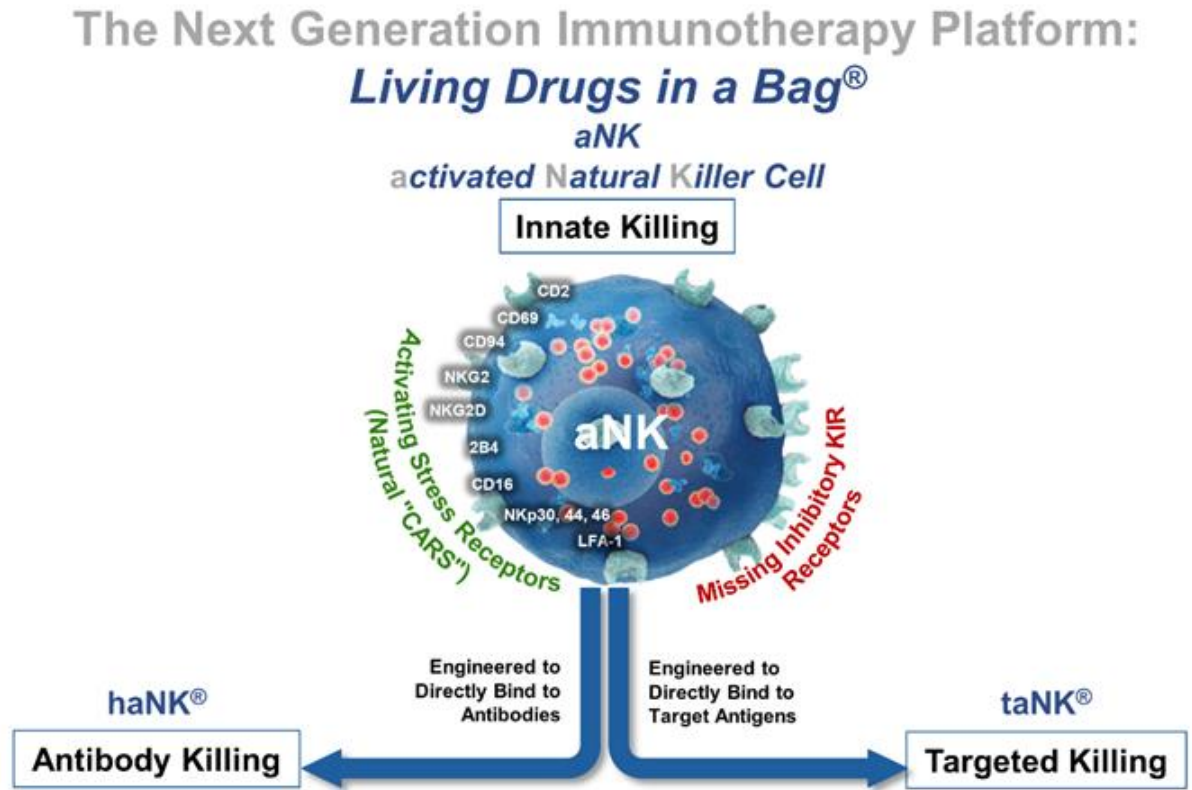 The Next Generation Immunotherapy Platform:
Living Drugs in a Bag®
aNK
activated Natural Killer Cell
Innate Killing
CD2
CD69
CD94
NKG2
NKG2D
2B4
CD16
NKp30, 44, 46
LFA-1
aNK
Activating Stress Receptors
(Natural "CARS")
Missing Inhibitory KIR
Receptors
Engineered to
Directly Bind to
Antibodies
Engineered to
Directly Bind to
Target Antigens
haNK®
Antibody Killing
taNK®
Targeted Killing